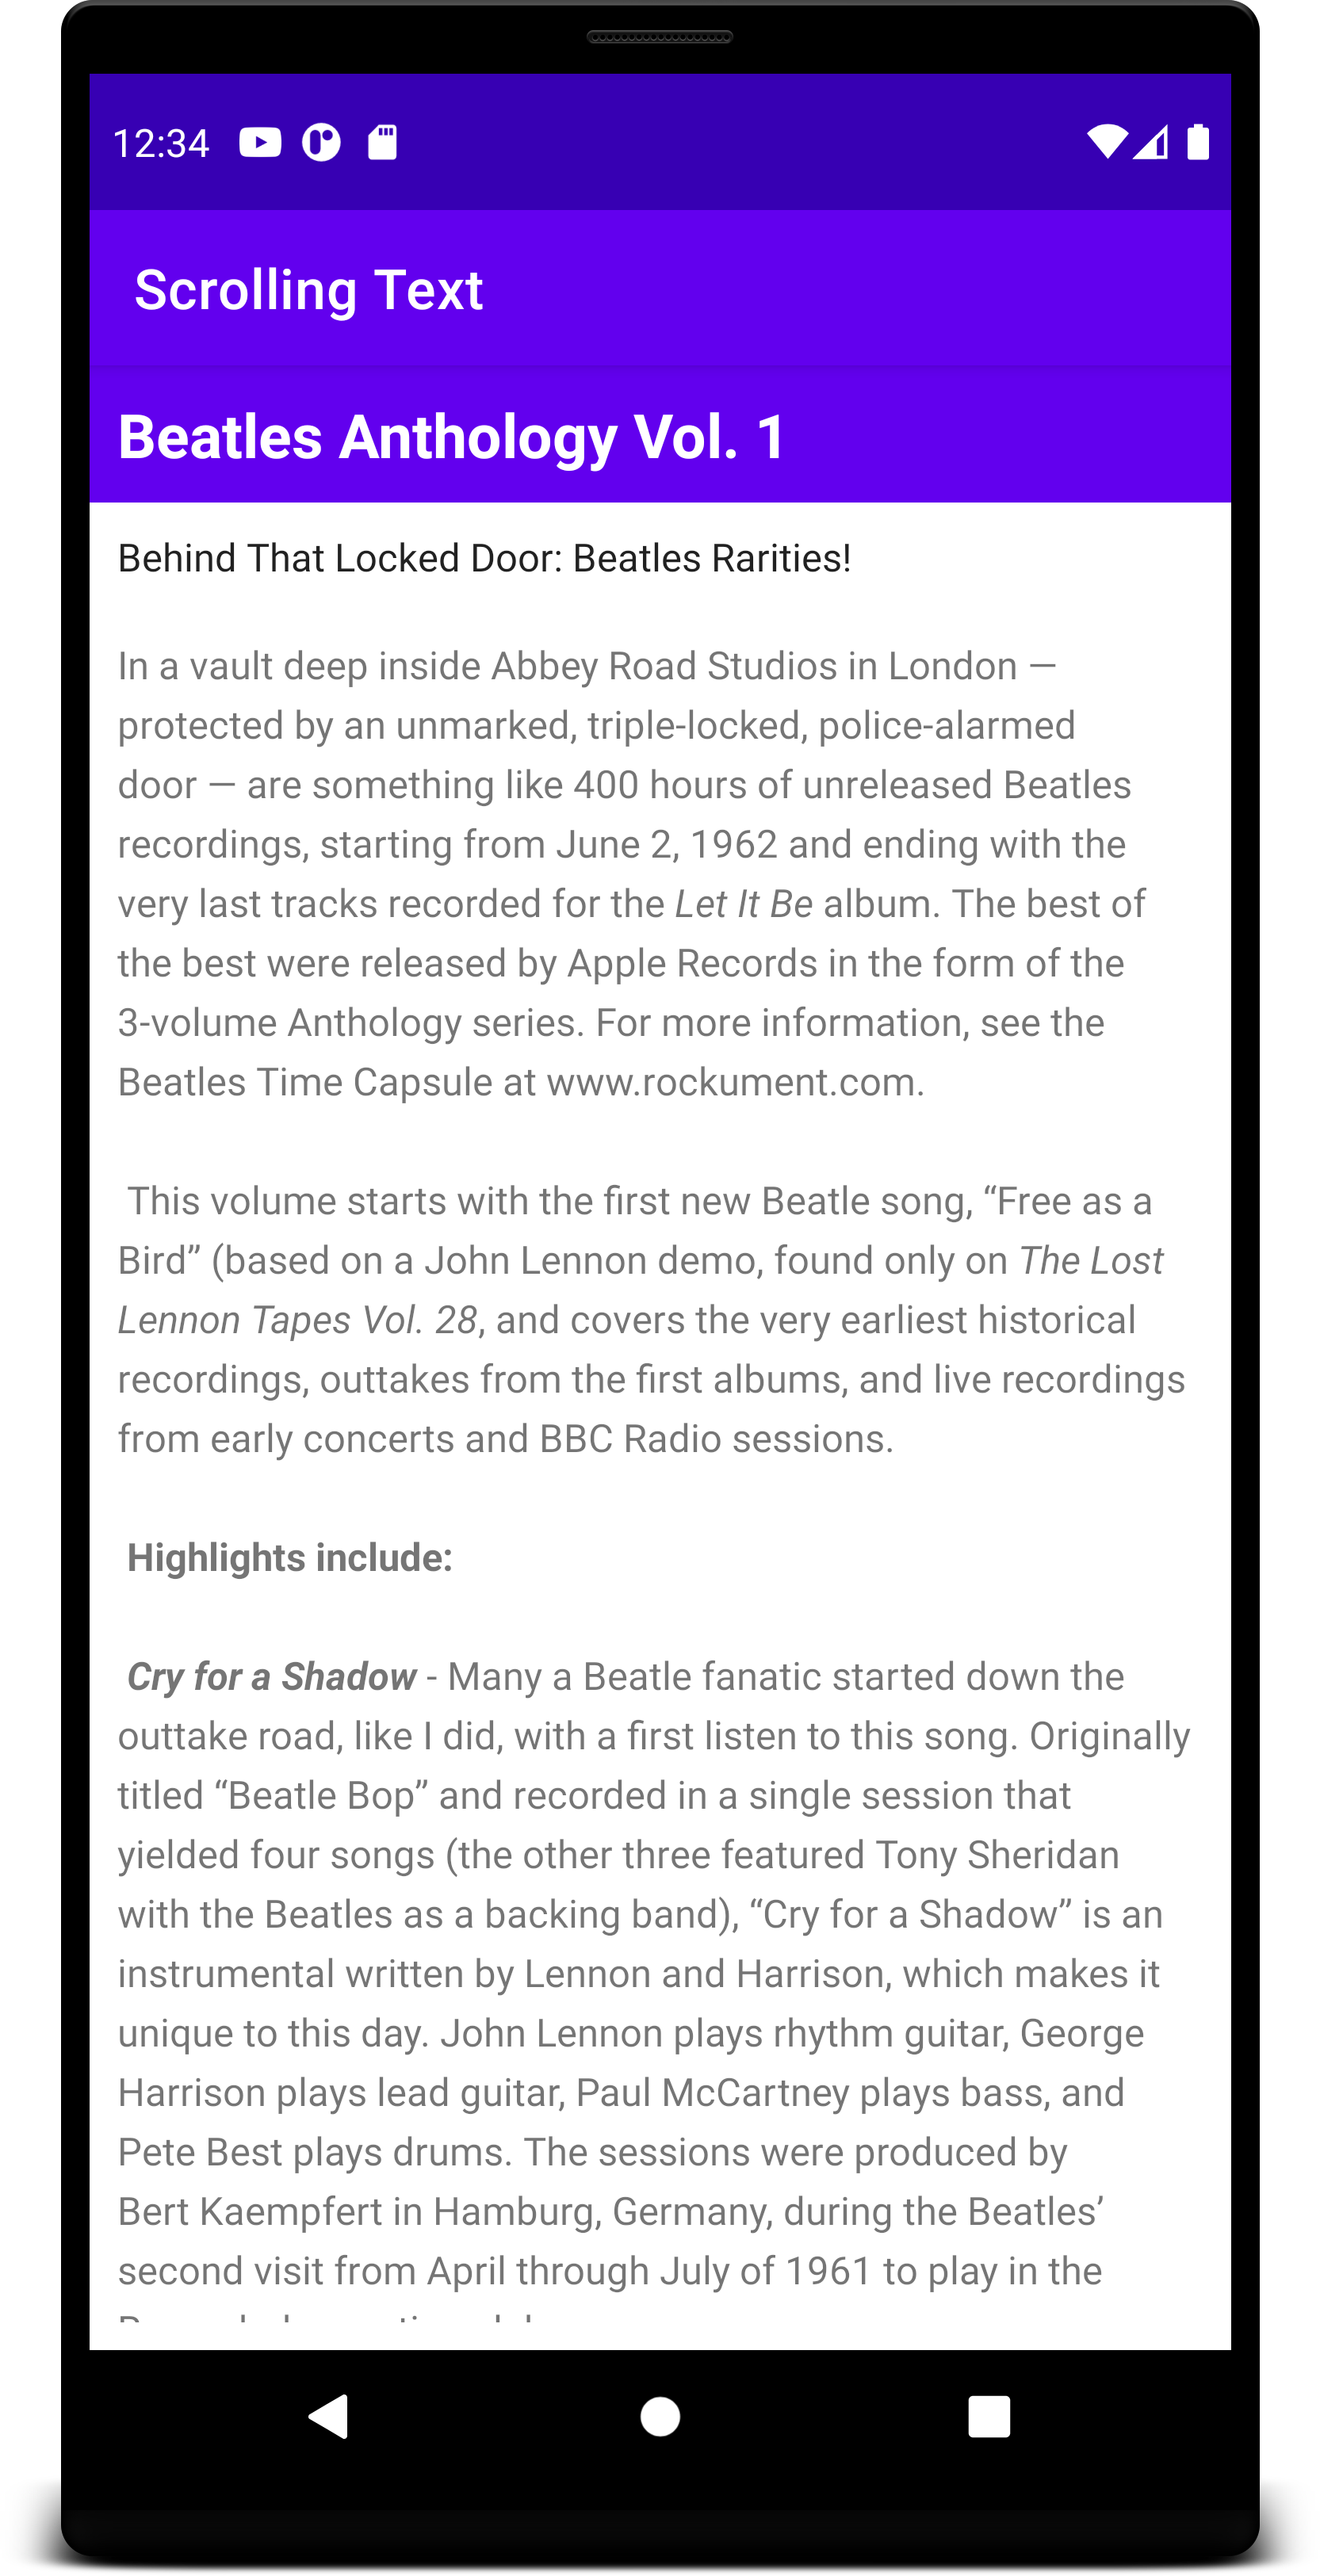 12:34
Scrolling Text
Beatles Anthology Vol. 1
Behind That Locked Door: Beatles Rarities!
In a vault deep inside Abbey Road Studios in London —
protected by an unmarked, triple-locked, police-alarmed
door — are something like 400 hours of unreleased Beatles
recordings, starting from June 2, 1962 and ending with the
very last tracks recorded for the Let It Be album. The best of
the best were released by Apple Records in the form of the
3-volume Anthology series. For more information, see the
Beatles Time Capsule at www.rockument.com.
This volume starts with the first new Beatle song, “Free as a
Bird” (based on a John Lennon demo, found only on The Lost
Lennon Tapes Vol. 28, and covers the very earliest historical
recordings, outtakes from the first albums, and live recordings
from early concerts and BBC Radio sessions.
Highlights include:
Cry for a Shadow - Many a Beatle fanatic started down the
outtake road, like I did, with a first listen to this song. Originally
titled “Beatle Bop” and recorded in a single session that
yielded four songs (the other three featured Tony Sheridan
with the Beatles as a backing band), “Cry for a Shadow” is an
instrumental written by Lennon and Harrison, which makes it
unique to this day. John Lennon plays rhythm guitar, George
Harrison plays lead guitar, Paul McCartney plays bass, and
Pete Best plays drums. The sessions were produced by
Bert Kaempfert in Hamburg, Germany, during the Beatles’
second visit from April through July of 1961 to play in the